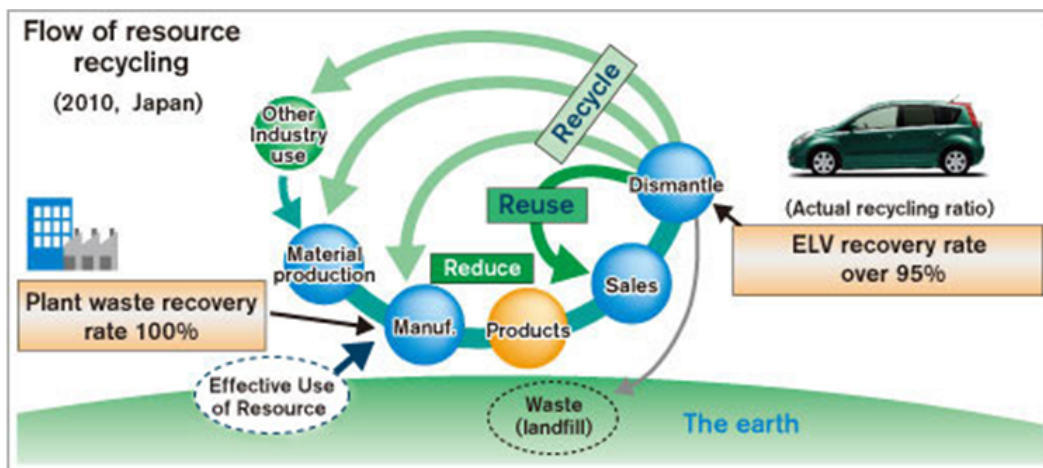 Flow of resource
recycling
(2010, Japan)
Other
Industry
use
Recycle
Dismantle
Reuse
(Actual recycling ratio)
ELV recovery rate
over 95%
Material
production
Reduce
Sales
Plant waste recovery
rate 100%
Manuf.
Products
Effective Use
of Resource
Waste
(landfill)
The earth